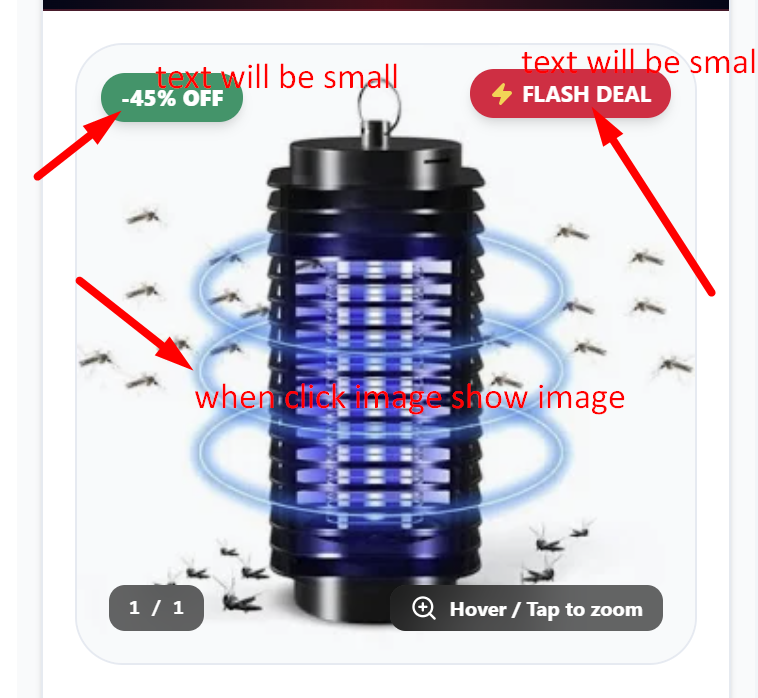 text will be small
text will be smal
-45% OFF
FLASH DEAL
when click image show image
1 / 1
Hover / Tap to zoom